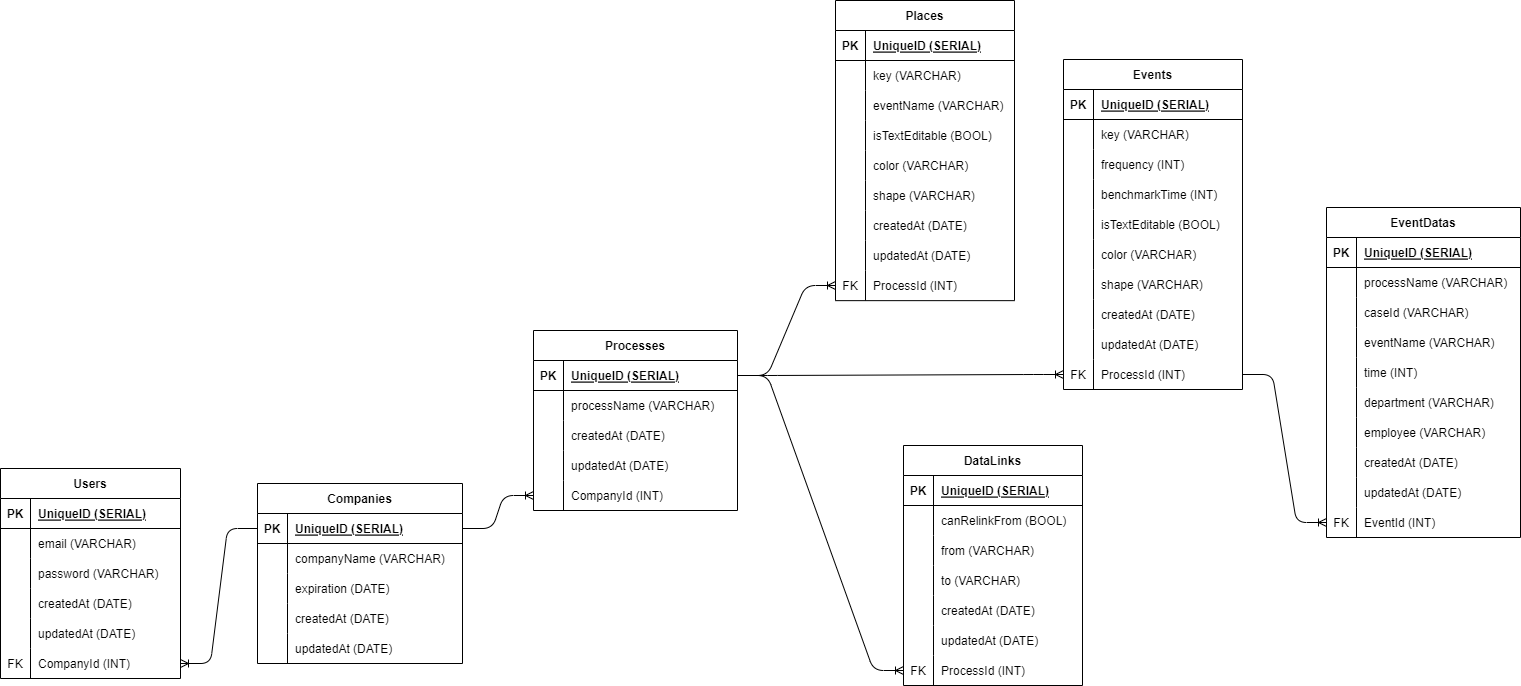 Places
PK UniqueID (SERIAL)
key (VARCHAR)
eventName (VARCHAR)
isTextEditable (BOOL)
color (VARCHAR)
shape (VARCHAR)
createdAt (DATE)
updatedAt (DATE)
FK ProcessId (INT)
Events
PK UniqueID (SERIAL)
key (VARCHAR)
frequency (INT)
benchmarkTime (INT)
isTextEditable (BOOL)
color (VARCHAR)
shape (VARCHAR)
createdAt (DATE)
updatedAt (DATE)
FK ProcessId (INT)
EventDatas
PK UniqueID (SERIAL)
processName (VARCHAR)
caseId (VARCHAR)
eventName (VARCHAR)
time (INT)
department (VARCHAR)
employee (VARCHAR)
createdAt (DATE)
updatedAt (DATE)
FK EventId (INT)
Processes
PK UniqueID (SERIAL)
processName (VARCHAR)
createdAt (DATE)
updatedAt (DATE)
CompanyId (INT)
DataLinks
PK UniqueID (SERIAL)
canRelinkFrom (BOOL)
from (VARCHAR)
to (VARCHAR)
createdAt (DATE)
updatedAt (DATE)
FK ProcessId (INT)
Users
PK UniqueID (SERIAL)
email (VARCHAR)
password (VARCHAR)
createdAt (DATE)
updatedAt (DATE)
FK CompanyId (INT)
Companies
PK UniqueID (SERIAL)
companyName (VARCHAR)
expiration (DATE)
createdAt (DATE)
updatedAt (DATE)